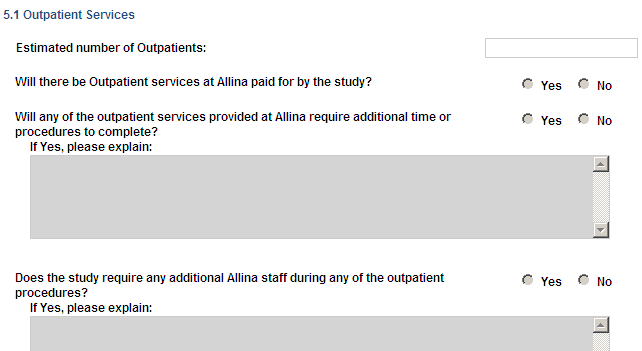 5.1 Outpatient Services
Estimated number of Outpatients:
Will there be Outpatient services at Allina paid for by the study?
Yes No
Will any of the outpatient services provided at Allina require additional time or
procedures to complete?
Yes No
If Yes, please explain:
Does the study require any additional Allina staff during any of the outpatient
procedures?
Yes No
If Yes, please explain: